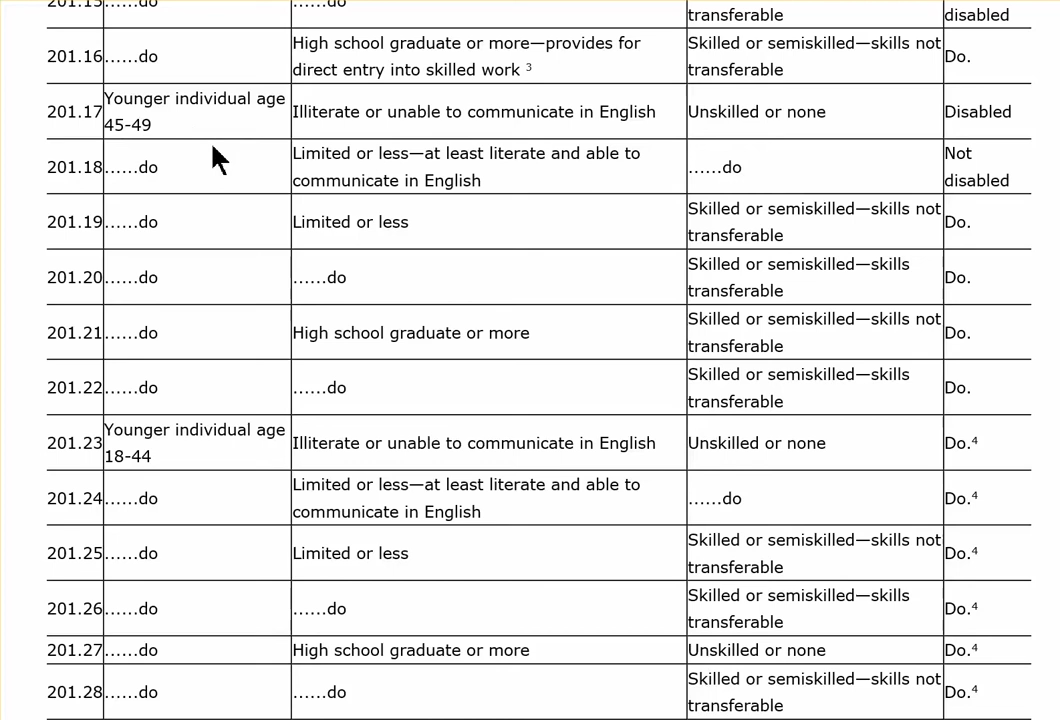 201.15 ......do transferable disabled
201.16 ......do High school graduate or more—provides for direct entry into skilled work ³ Skilled or semiskilled—skills not transferable Do.
201.17 Younger individual age 45-49 Illiterate or unable to communicate in English Unskilled or none Disabled
201.18 ......do Limited or less—at least literate and able to communicate in English ......do Not disabled
201.19 ......do Limited or less Skilled or semiskilled—skills not transferable Do.
201.20 ......do ......do Skilled or semiskilled—skills transferable Do.
201.21 ......do High school graduate or more Skilled or semiskilled—skills not transferable Do.
201.22 ......do ......do Skilled or semiskilled—skills transferable Do.
201.23 Younger individual age 18-44 Illiterate or unable to communicate in English Unskilled or none Do.⁴
201.24 ......do Limited or less—at least literate and able to communicate in English ......do Do.⁴
201.25 ......do Limited or less Skilled or semiskilled—skills not transferable Do.⁴
201.26 ......do ......do Skilled or semiskilled—skills transferable Do.⁴
201.27 ......do High school graduate or more Unskilled or none Do.⁴
201.28 ......do ......do Skilled or semiskilled—skills not transferable Do.⁴